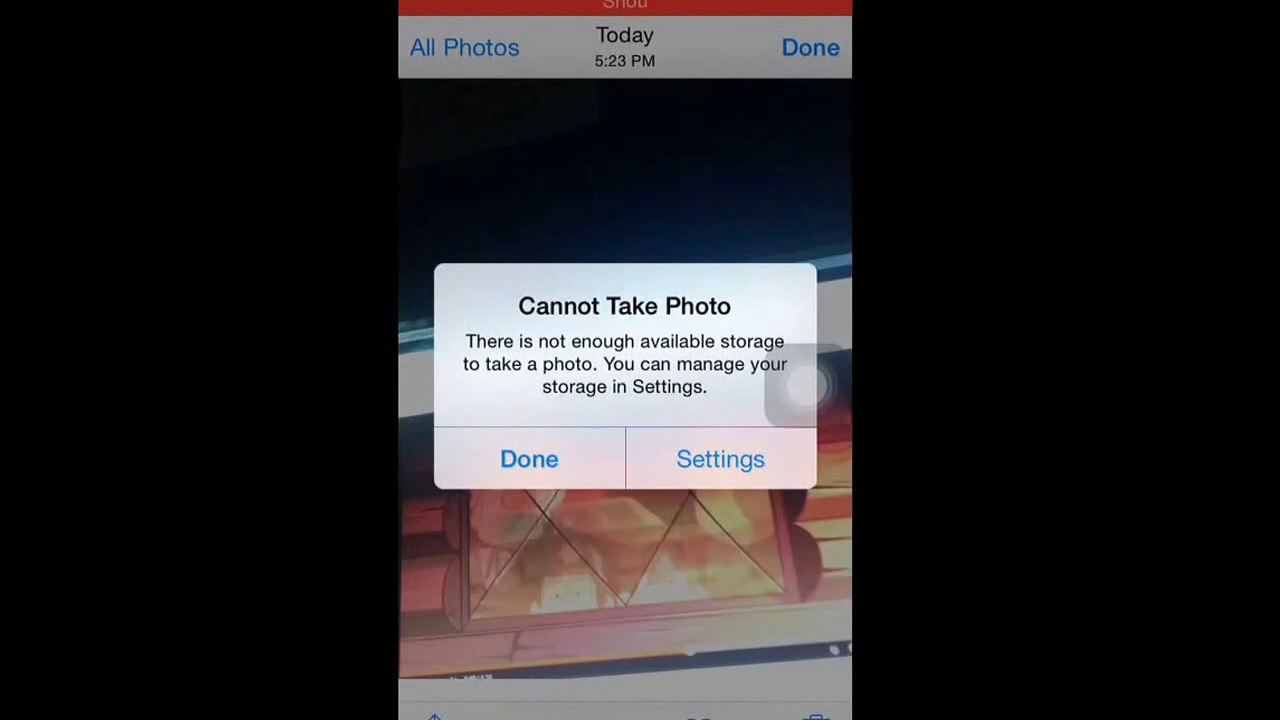 Shou
Today
All Photos
Done
5:23 PM
Cannot Take Photo
There is not enough available storage
to take a photo. You can manage your
storage in Settings.
Done
Settings